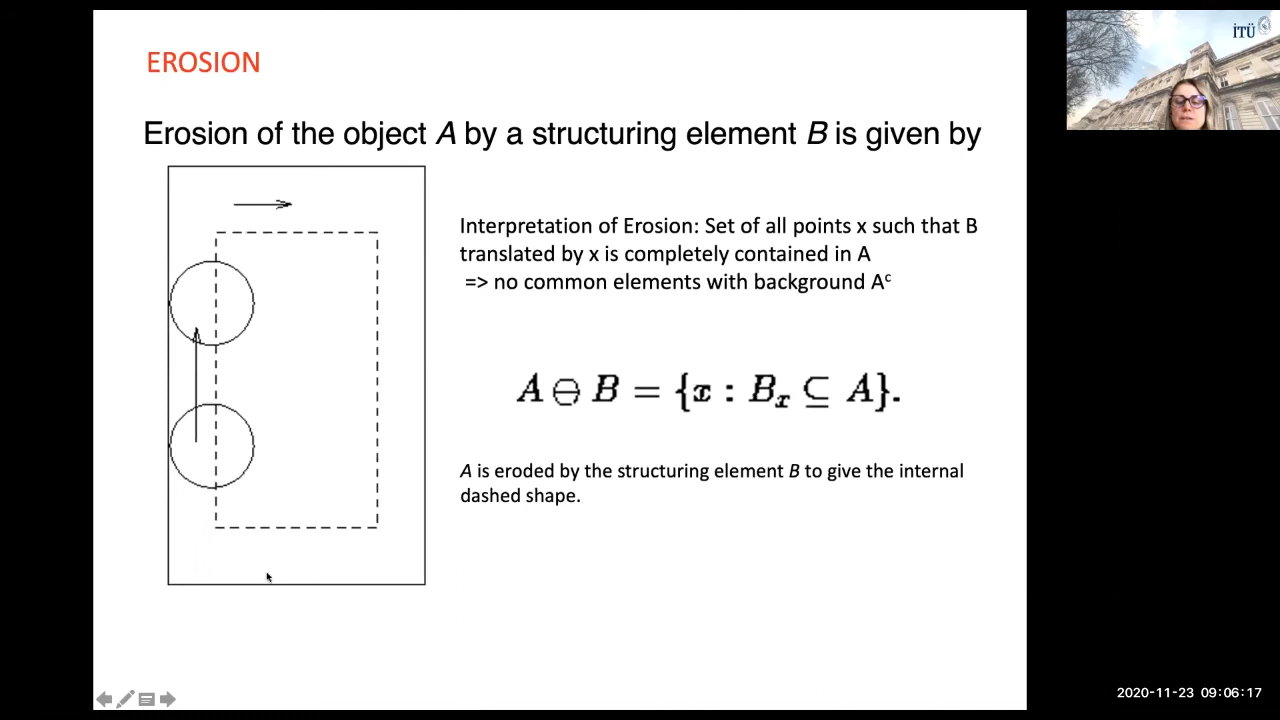 EROSION
Erosion of the object A by a structuring element B is given by
Interpretation of Erosion: Set of all points x such that B
translated by x is completely contained in A
=> no common elements with background Aᶜ
A ⊖ B = {x : Bₓ ⊆ A}.
A is eroded by the structuring element B to give the internal
dashed shape.
İTÜ
2020-11-23 09:06:17